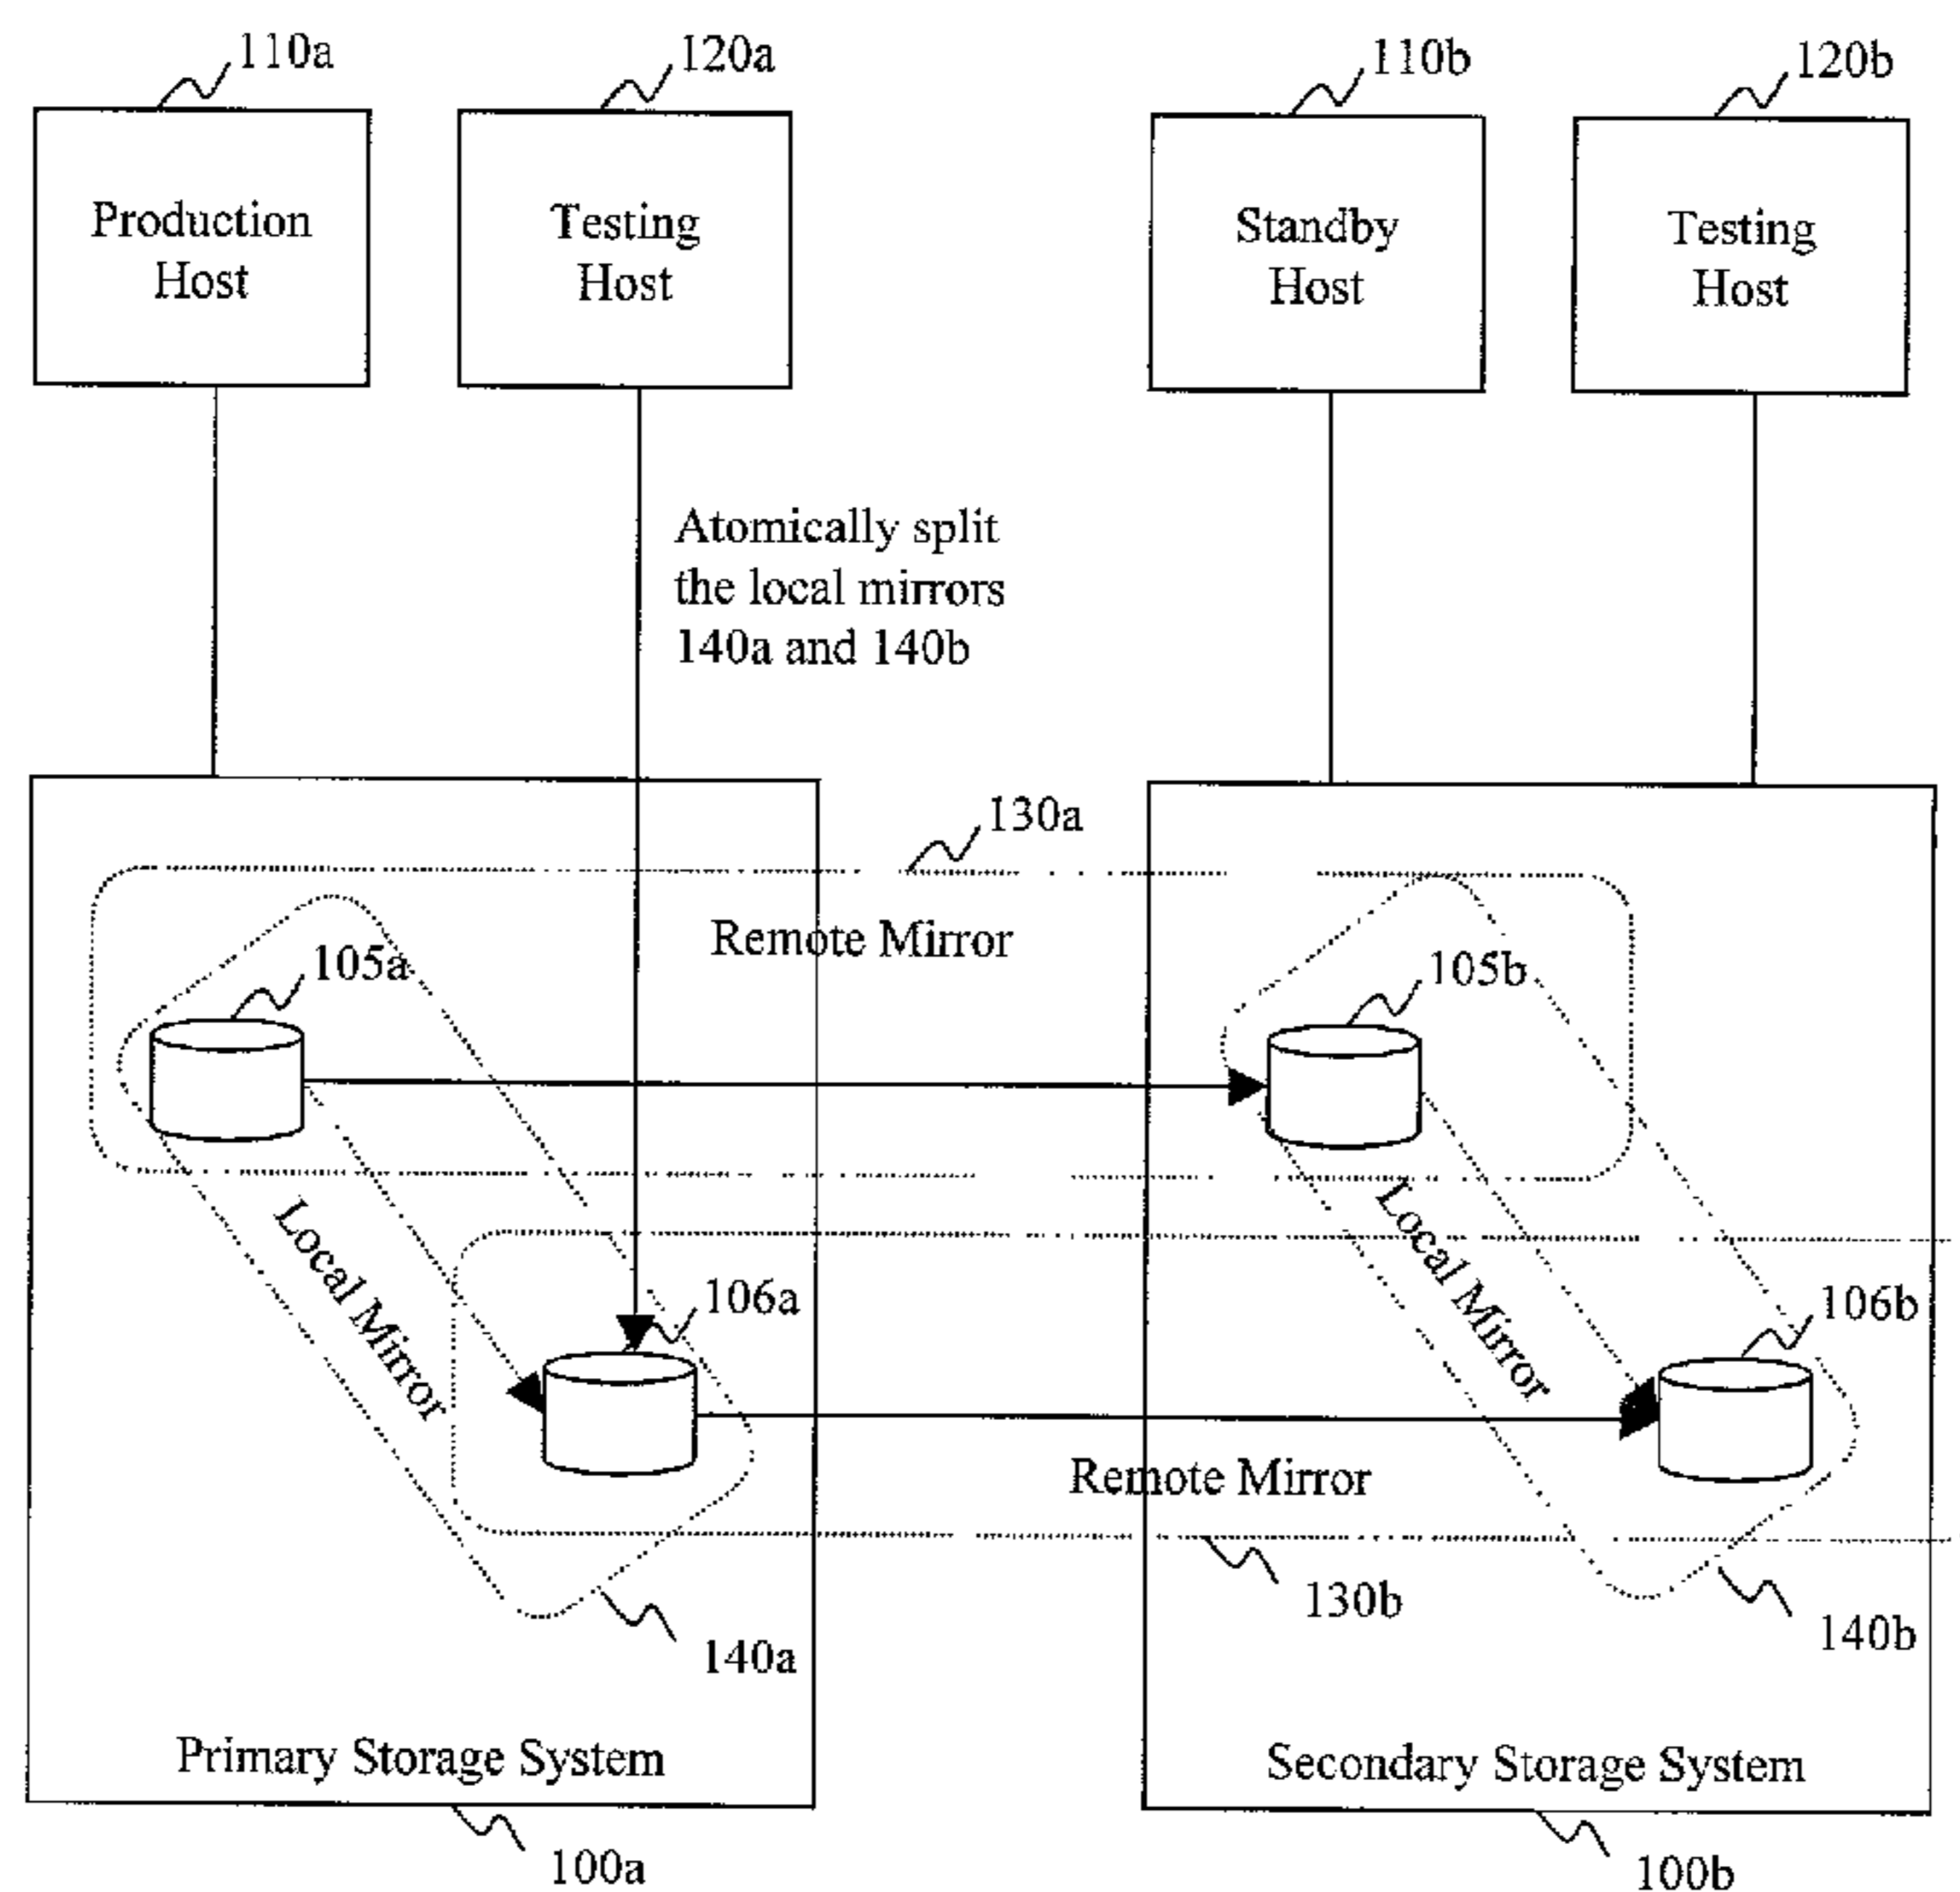 110a
120a
110b
120b
Production
Host
Testing
Host
Standby
Host
Testing
Host
Atomically split
the local mirrors
140a and 140b
130a
Remote Mirror
105a
105b
Local Mirror
Local Mirror
106a
106b
Remote Mirror
130b
140a
140b
Primary Storage System
Secondary Storage System
100a
100b